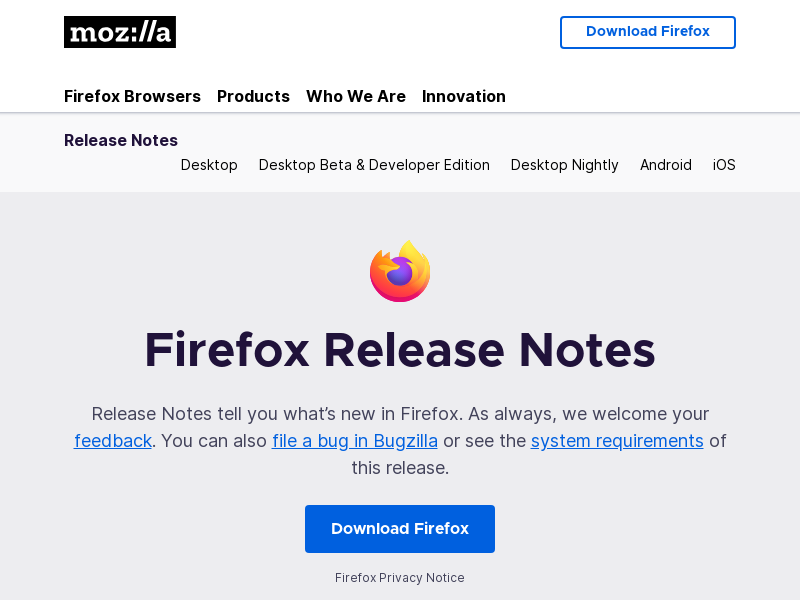 moz://a
Download Firefox
Firefox Browsers Products Who We Are Innovation
Release Notes
Desktop Desktop Beta & Developer Edition Desktop Nightly Android iOS
Firefox Release Notes
Release Notes tell you what’s new in Firefox. As always, we welcome your
feedback. You can also file a bug in Bugzilla or see the system requirements of
this release.
Download Firefox
Firefox Privacy Notice